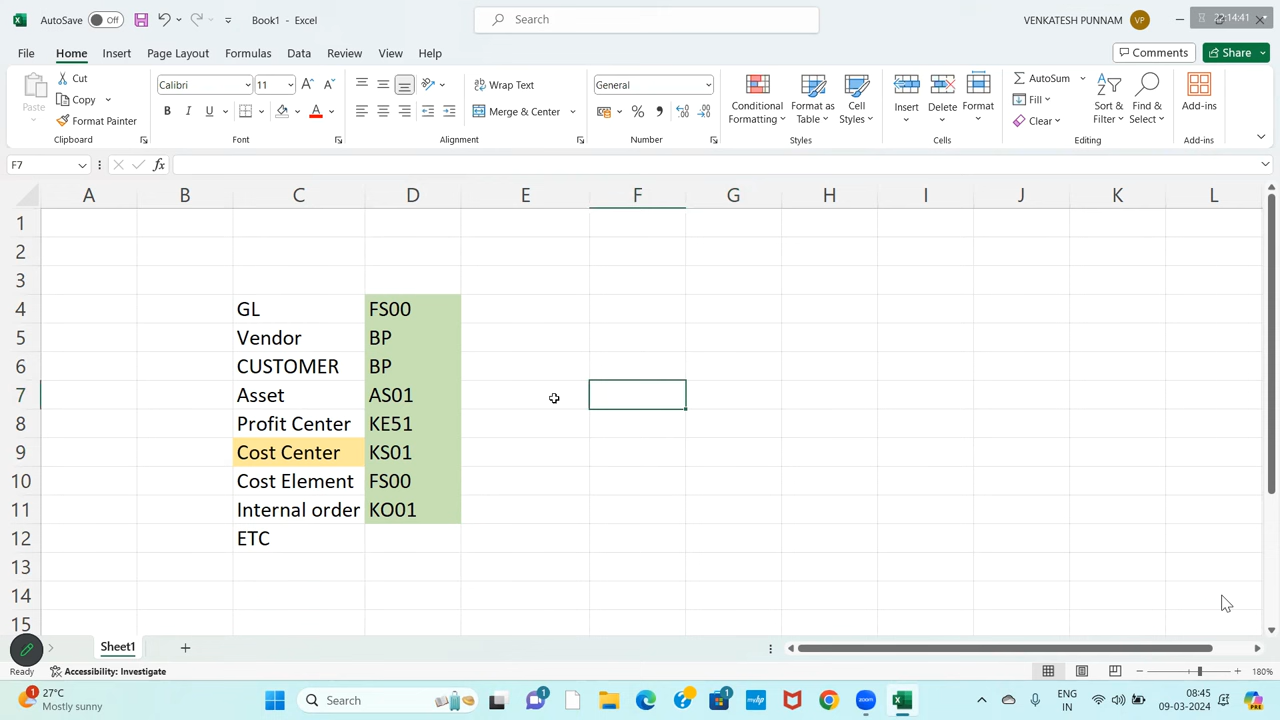 AutoSave Off Book1 - Excel Search VENKATESH PUNNAM VP 22:14:41
File Home Insert Page Layout Formulas Data Review View Help Comments Share
Paste Cut Copy Format Painter Clipboard
Calibri 11 B I U Font
Wrap Text Merge & Center Alignment
General Number
Conditional Formatting Format as Table Cell Styles Styles
Insert Delete Format Cells
AutoSum Fill Clear Sort & Filter Find & Select Editing
Add-ins Add-ins
F7 fx
A B C D E F G H I J K L
1
2
3
4 GL FS00
5 Vendor BP
6 CUSTOMER BP
7 Asset AS01
8 Profit Center KE51
9 Cost Center KS01
10 Cost Element FS00
11 Internal order KO01
12 ETC
13
14
15
Sheet1
Ready Accessibility: Investigate 180%
27°C Search ENG 08:45
Mostly sunny IN 09-03-2024